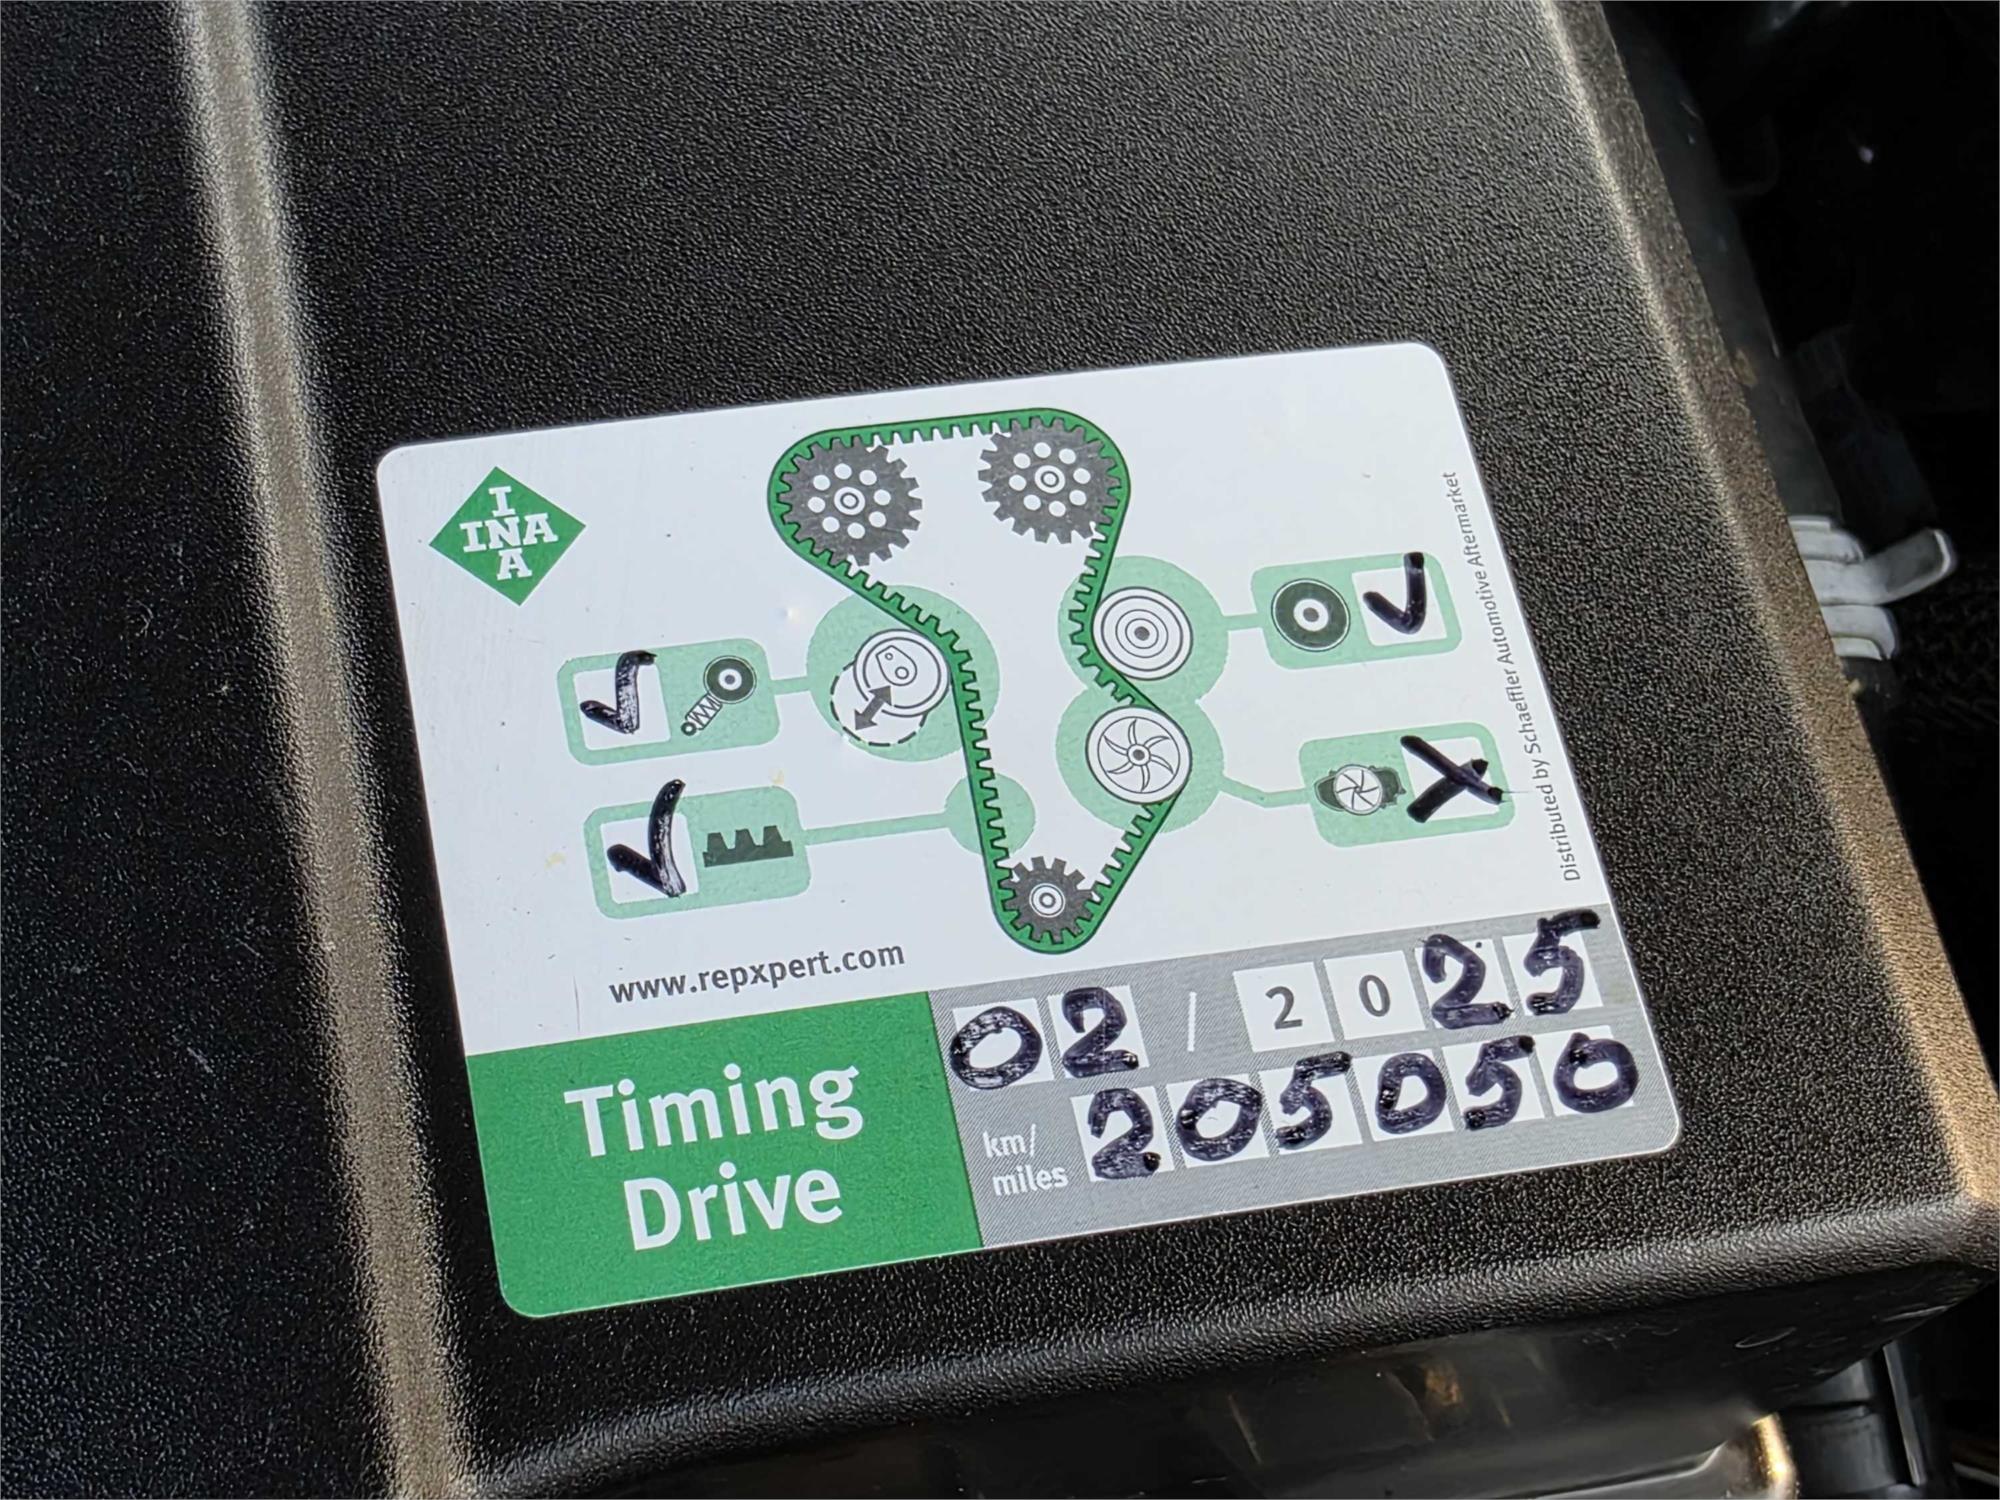 I
INA
A
Distributed by Schaeffler Automotive Aftermarket
www.repxpert.com
Timing
Drive
02 / 2025
km/
miles
205050